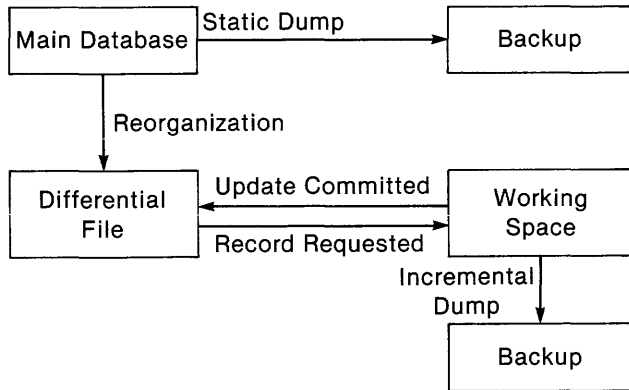 Static Dump
Main Database
Backup
Reorganization
Differential
File
Update Committed
Record Requested
Working
Space
Incremental
Dump
Backup